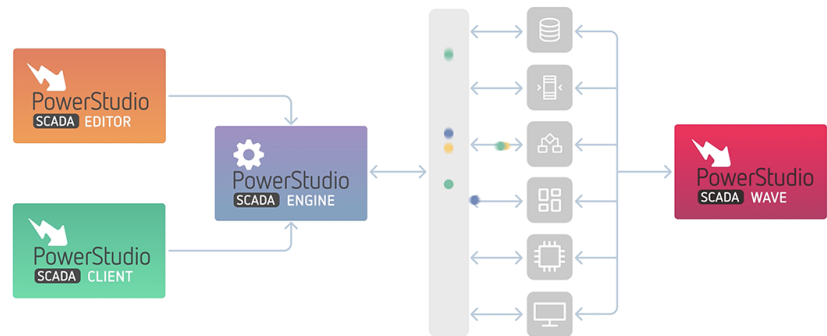 PowerStudio
SCADA EDITOR
PowerStudio
SCADA ENGINE
PowerStudio
SCADA WAVE
PowerStudio
SCADA CLIENT